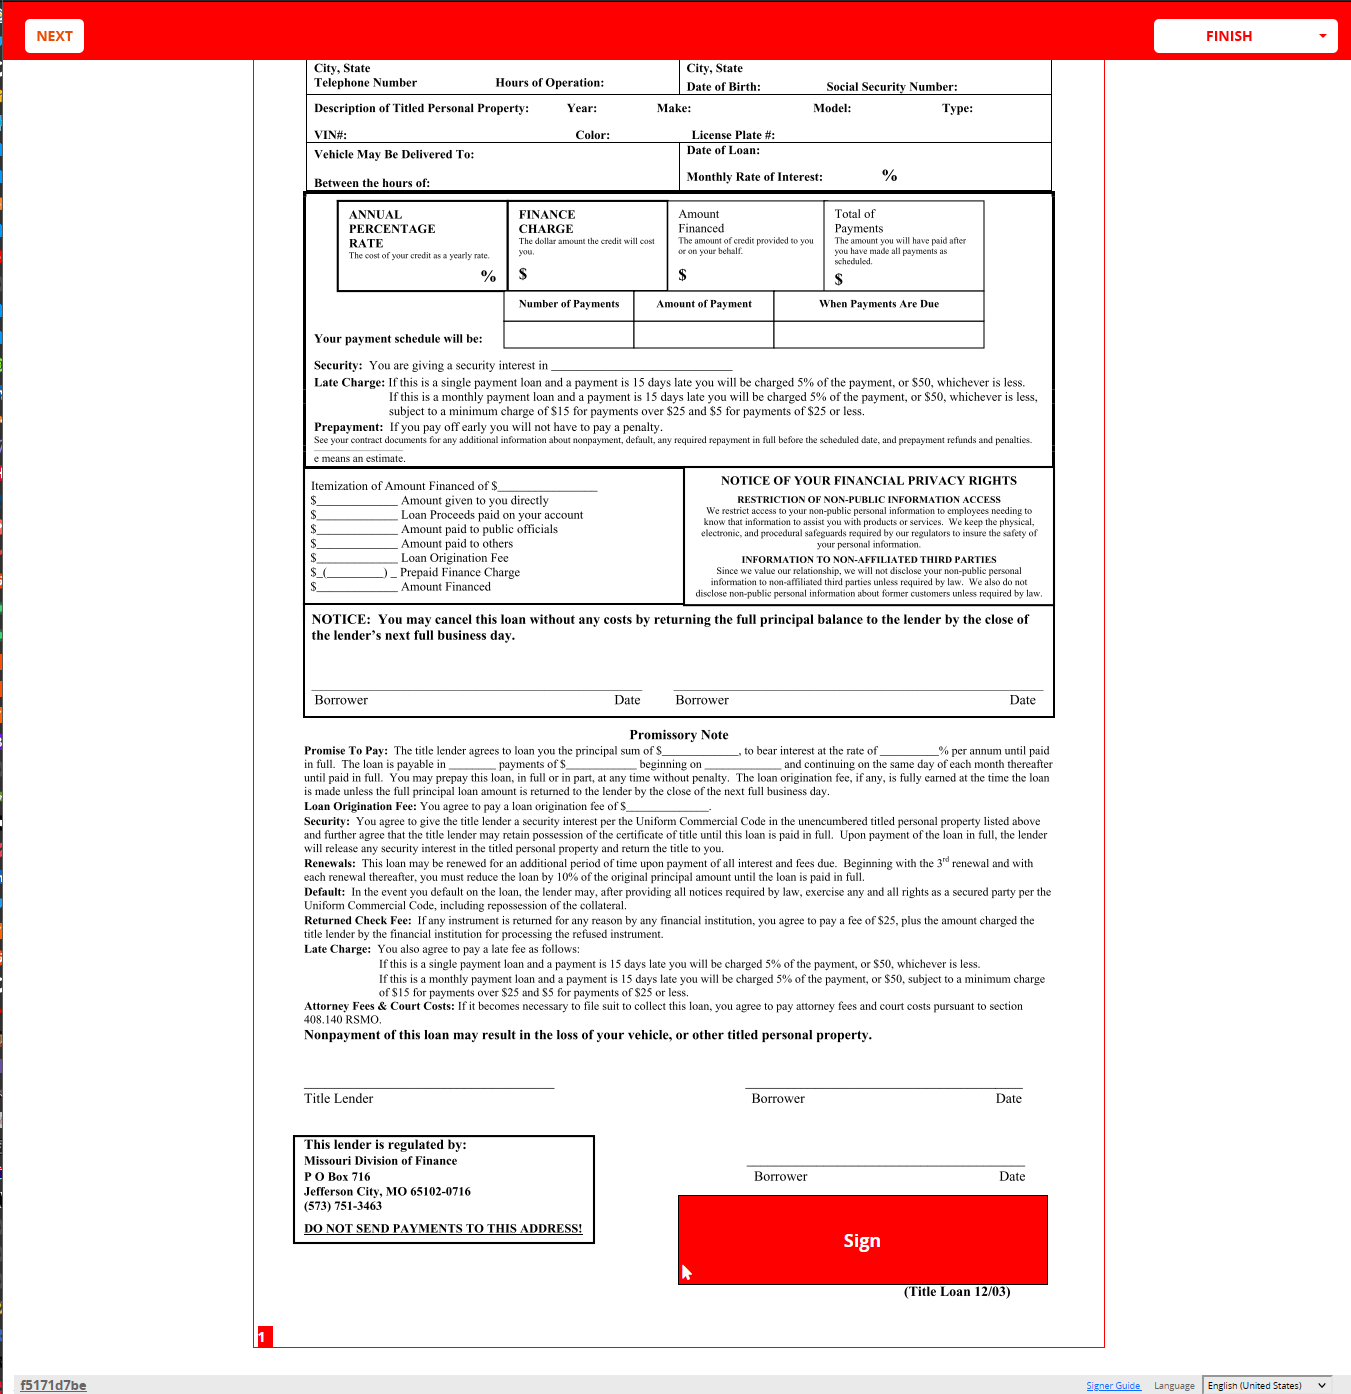 NEXT
FINISH
City, State
City, State
Telephone Number Hours of Operation:
Date of Birth: Social Security Number:
Description of Titled Personal Property: Year: Make: Model: Type:
VIN#: Color: License Plate #:
Vehicle May Be Delivered To:
Date of Loan:
Between the hours of:
Monthly Rate of Interest: %
ANNUAL
PERCENTAGE
RATE
The cost of your credit as a yearly rate.
%
FINANCE
CHARGE
The dollar amount the credit will cost
you.
$
Amount
Financed
The amount of credit provided to you
or on your behalf.
$
Total of
Payments
The amount you will have paid after
you have made all payments as
scheduled.
$
Number of Payments Amount of Payment When Payments Are Due
Your payment schedule will be:
Security: You are giving a security interest in ______________________________
Late Charge: If this is a single payment loan and a payment is 15 days late you will be charged 5% of the payment, or $50, whichever is less.
If this is a monthly payment loan and a payment is 15 days late you will be charged 5% of the payment, or $50, whichever is less,
subject to a minimum charge of $15 for payments over $25 and $5 for payments of $25 or less.
Prepayment: If you pay off early you will not have to pay a penalty.
See your contract documents for any additional information about nonpayment, default, any required repayment in full before the scheduled date, and prepayment refunds and penalties.
e means an estimate.
Itemization of Amount Financed of $________________
$_____________ Amount given to you directly
$_____________ Loan Proceeds paid on your account
$_____________ Amount paid to public officials
$_____________ Amount paid to others
$_____________ Loan Origination Fee
$_(_________)_ Prepaid Finance Charge
$_____________ Amount Financed
NOTICE OF YOUR FINANCIAL PRIVACY RIGHTS
RESTRICTION OF NON-PUBLIC INFORMATION ACCESS
We restrict access to your non-public personal information to employees needing to
know that information to assist you with products or services. We keep the physical,
electronic, and procedural safeguards required by our regulators to insure the safety of
your personal information.
INFORMATION TO NON-AFFILIATED THIRD PARTIES
Since we value our relationship, we will not disclose your non-public personal
information to non-affiliated third parties unless required by law. We also do not
disclose non-public personal information about former customers unless required by law.
NOTICE: You may cancel this loan without any costs by returning the full principal balance to the lender by the close of
the lender's next full business day.
Borrower Date Borrower Date
Promissory Note
Promise To Pay: The title lender agrees to loan you the principal sum of $_____________, to bear interest at the rate of __________% per annum until paid
in full. The loan is payable in ________ payments of $____________ beginning on _____________ and continuing on the same day of each month thereafter
until paid in full. You may prepay this loan, in full or in part, at any time without penalty. The loan origination fee, if any, is fully earned at the time the loan
is made unless the full principal loan amount is returned to the lender by the close of the next full business day.
Loan Origination Fee: You agree to pay a loan origination fee of $______________.
Security: You agree to give the title lender a security interest per the Uniform Commercial Code in the unencumbered titled personal property listed above
and further agree that the title lender may retain possession of the certificate of title until this loan is paid in full. Upon payment of the loan in full, the lender
will release any security interest in the titled personal property and return the title to you.
Renewals: This loan may be renewed for an additional period of time upon payment of all interest and fees due. Beginning with the 3rd renewal and with
each renewal thereafter, you must reduce the loan by 10% of the original principal amount until the loan is paid in full.
Default: In the event you default on the loan, the lender may, after providing all notices required by law, exercise any and all rights as a secured party per the
Uniform Commercial Code, including repossession of the collateral.
Returned Check Fee: If any instrument is returned for any reason by any financial institution, you agree to pay a fee of $25, plus the amount charged the
title lender by the financial institution for processing the refused instrument.
Late Charge: You also agree to pay a late fee as follows:
If this is a single payment loan and a payment is 15 days late you will be charged 5% of the payment, or $50, whichever is less.
If this is a monthly payment loan and a payment is 15 days late you will be charged 5% of the payment, or $50, subject to a minimum charge
of $15 for payments over $25 and $5 for payments of $25 or less.
Attorney Fees & Court Costs: If it becomes necessary to file suit to collect this loan, you agree to pay attorney fees and court costs pursuant to section
408.140 RSMO.
Nonpayment of this loan may result in the loss of your vehicle, or other titled personal property.
Title Lender
Borrower Date
This lender is regulated by:
Missouri Division of Finance
P O Box 716
Jefferson City, MO 65102-0716
(573) 751-3463
DO NOT SEND PAYMENTS TO THIS ADDRESS!
Borrower Date
Sign
(Title Loan 12/03)
1
f5171d7be
Signer Guide Language English (United States)